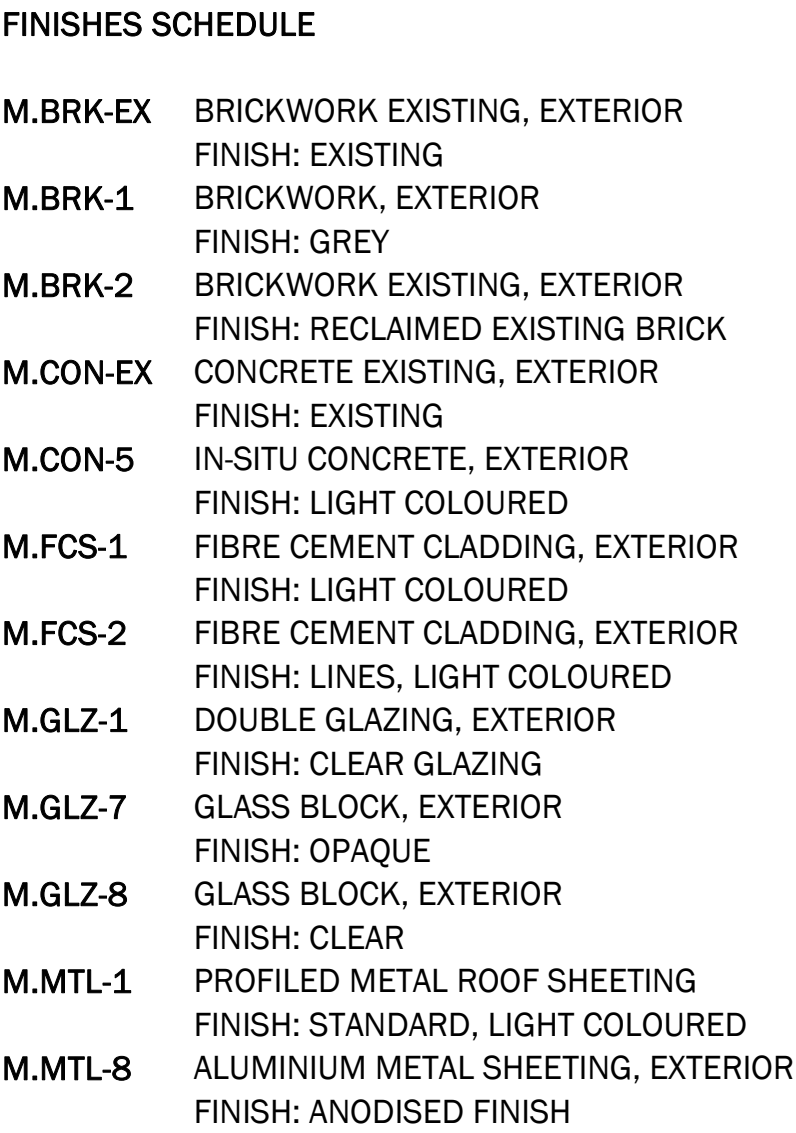 FINISHES SCHEDULE
M.BRK-EX BRICKWORK EXISTING, EXTERIOR
FINISH: EXISTING
M.BRK-1 BRICKWORK, EXTERIOR
FINISH: GREY
M.BRK-2 BRICKWORK EXISTING, EXTERIOR
FINISH: RECLAIMED EXISTING BRICK
M.CON-EX CONCRETE EXISTING, EXTERIOR
FINISH: EXISTING
M.CON-5 IN-SITU CONCRETE, EXTERIOR
FINISH: LIGHT COLOURED
M.FCS-1 FIBRE CEMENT CLADDING, EXTERIOR
FINISH: LIGHT COLOURED
M.FCS-2 FIBRE CEMENT CLADDING, EXTERIOR
FINISH: LINES, LIGHT COLOURED
M.GLZ-1 DOUBLE GLAZING, EXTERIOR
FINISH: CLEAR GLAZING
M.GLZ-7 GLASS BLOCK, EXTERIOR
FINISH: OPAQUE
M.GLZ-8 GLASS BLOCK, EXTERIOR
FINISH: CLEAR
M.MTL-1 PROFILED METAL ROOF SHEETING
FINISH: STANDARD, LIGHT COLOURED
M.MTL-8 ALUMINIUM METAL SHEETING, EXTERIOR
FINISH: ANODISED FINISH